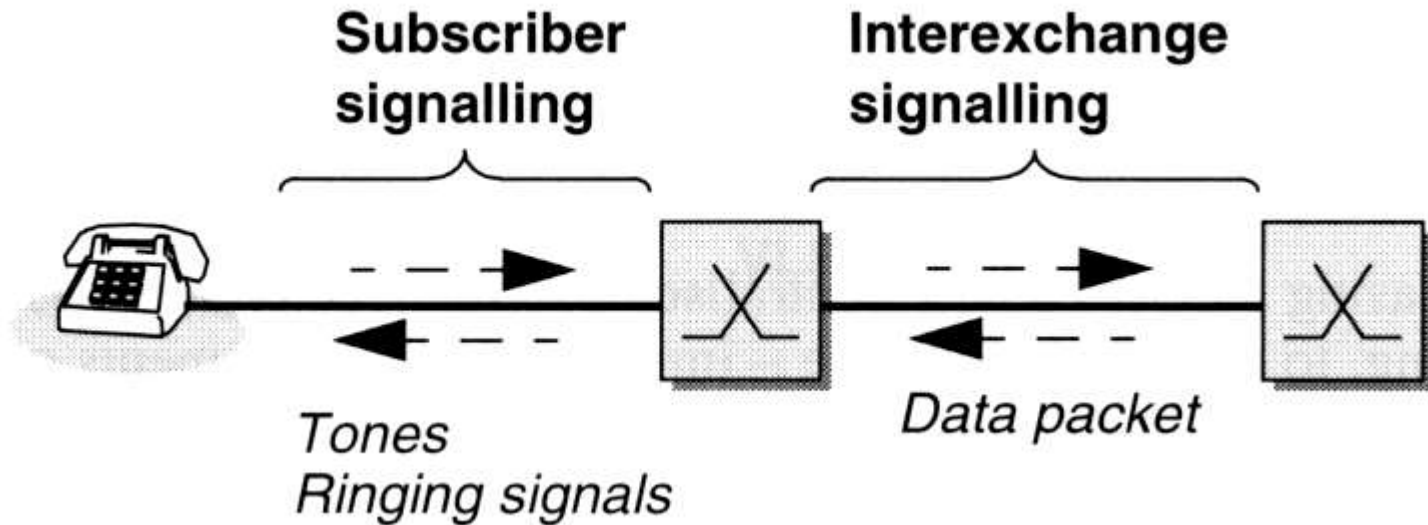 Subscriber
signalling
Interexchange
signalling
Tones
Ringing signals
Data packet